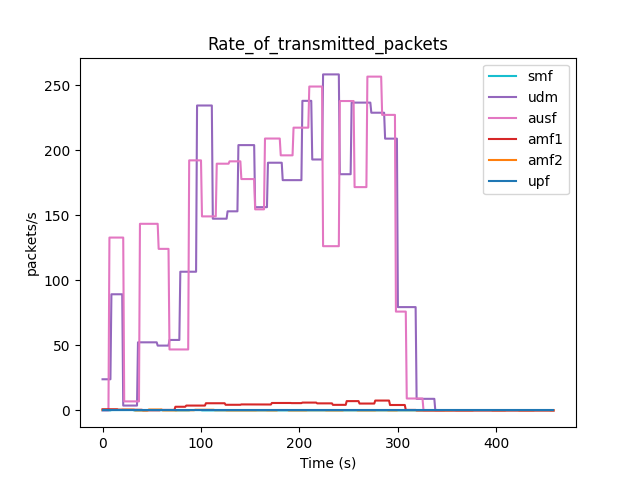 Rate_of_transmitted_packets
packets/s
250
200
150
100
50
0
0 100 200 300 400
Time (s)
smf
udm
ausf
amf1
amf2
upf